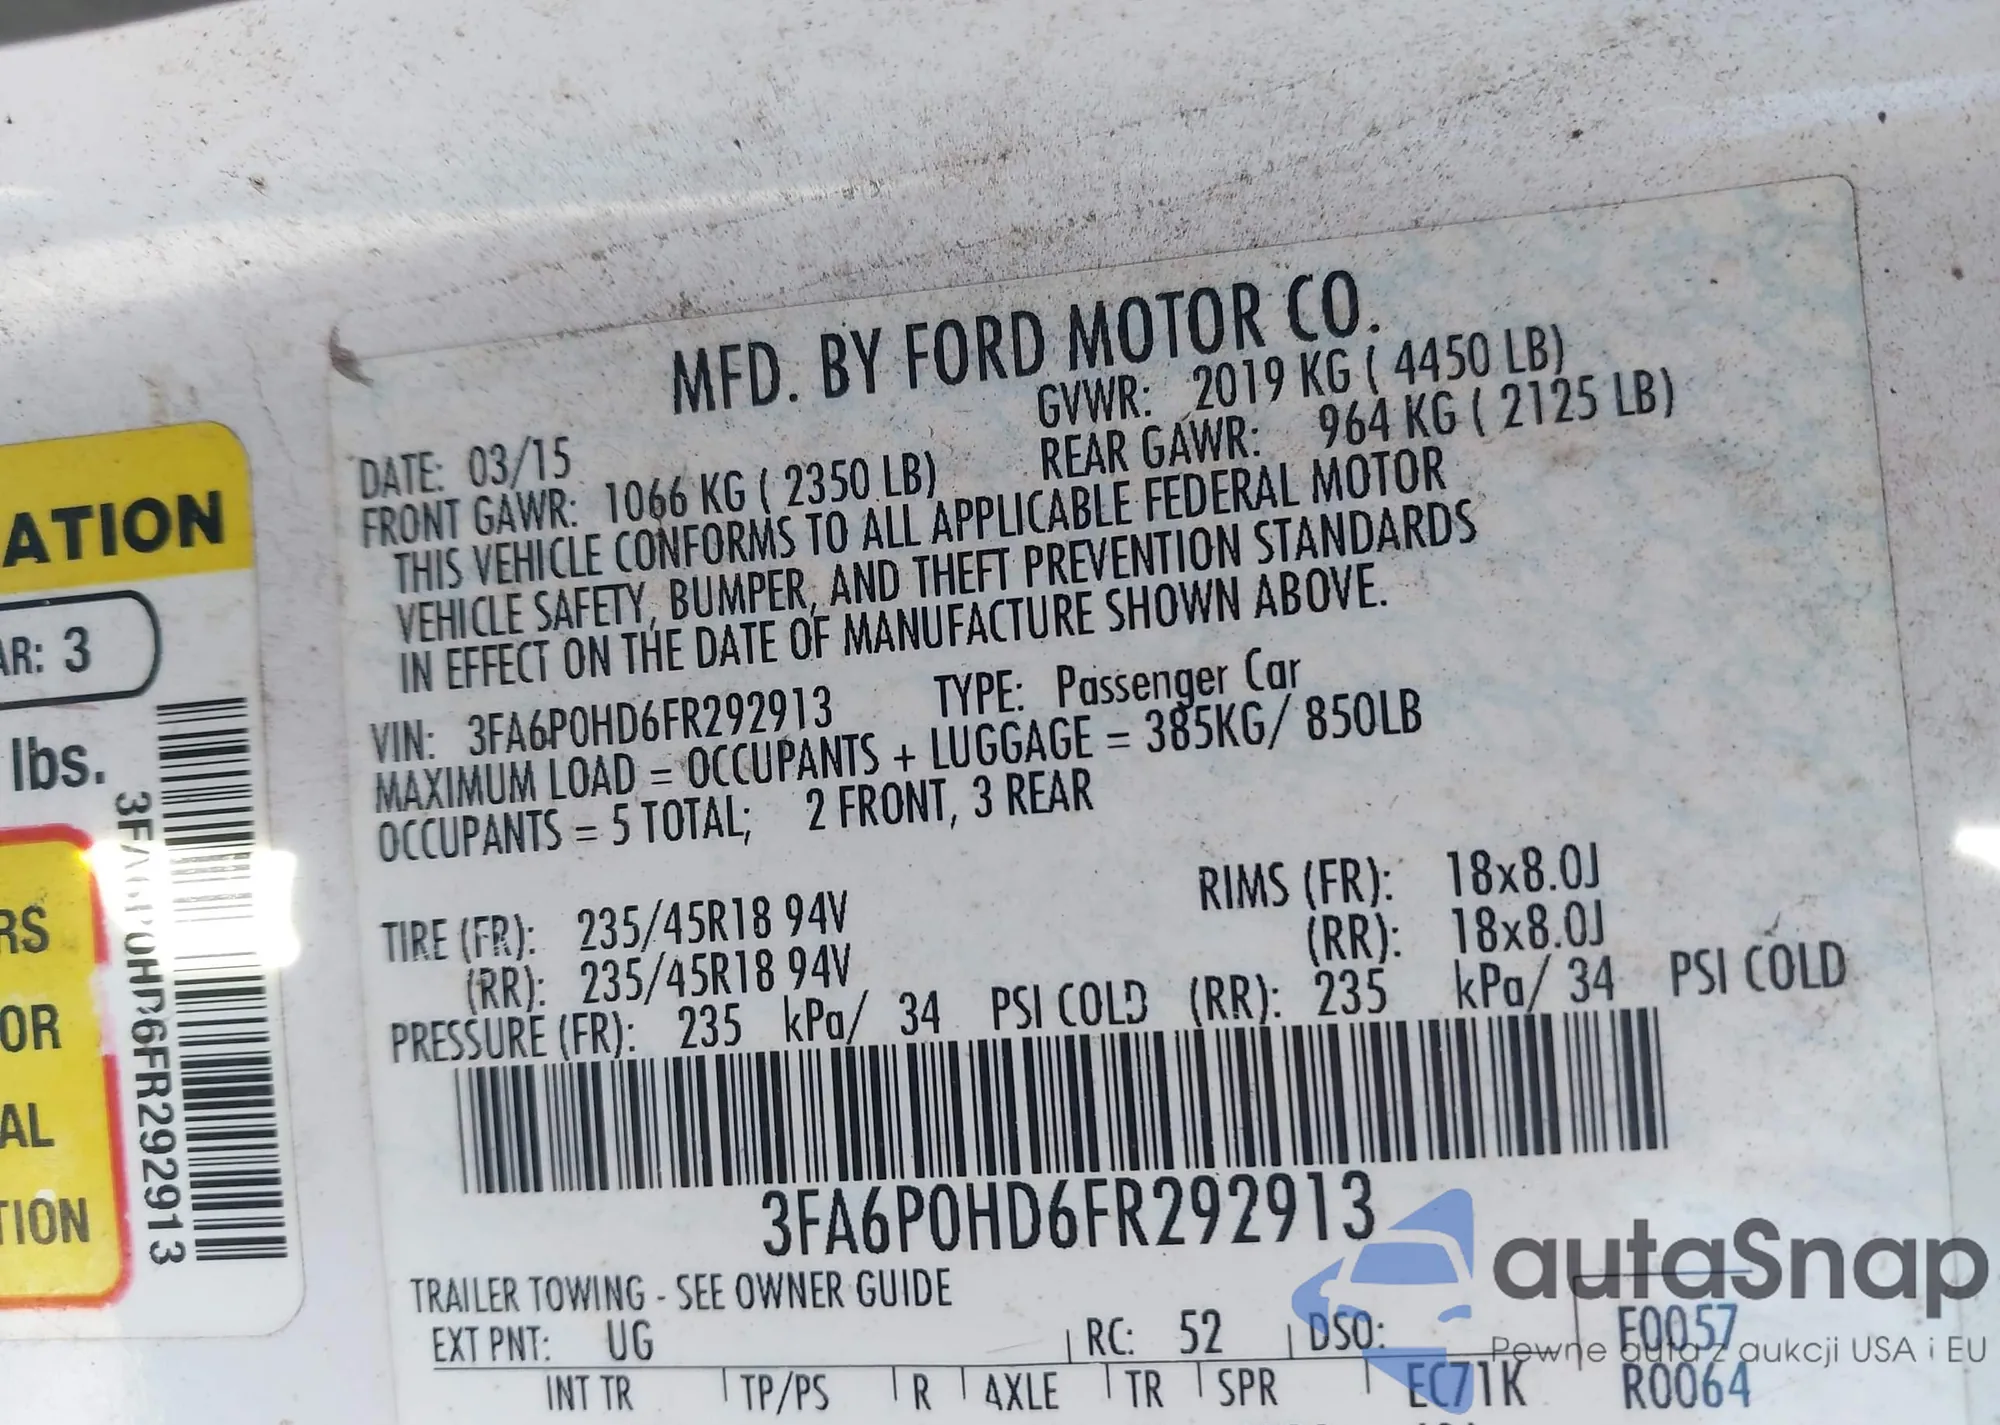 ATION
AR: 3
lbs.
RS
OR
AL
TION
3FA6P0HD6FR292913
MFD. BY FORD MOTOR CO.
DATE: 03/15 GVWR: 2019 KG ( 4450 LB)
FRONT GAWR: 1066 KG ( 2350 LB) REAR GAWR: 964 KG ( 2125 LB)
THIS VEHICLE CONFORMS TO ALL APPLICABLE FEDERAL MOTOR
VEHICLE SAFETY, BUMPER, AND THEFT PREVENTION STANDARDS
IN EFFECT ON THE DATE OF MANUFACTURE SHOWN ABOVE.
VIN: 3FA6P0HD6FR292913 TYPE: Passenger Car
MAXIMUM LOAD = OCCUPANTS + LUGGAGE = 385KG/ 850LB
OCCUPANTS = 5 TOTAL; 2 FRONT, 3 REAR
TIRE (FR): 235/45R18 94V RIMS (FR): 18x8.0J
(RR): 235/45R18 94V (RR): 18x8.0J
PRESSURE (FR): 235 kPa/ 34 PSI COLD (RR): 235 kPa/ 34 PSI COLD
3FA6P0HD6FR292913
TRAILER TOWING - SEE OWNER GUIDE
EXT PNT: UG RC: 52 DSO: F0057
INT TR TP/PS R AXLE TR SPR EC71K R0064
autaSnap
Pewne auta z aukcji USA i EU